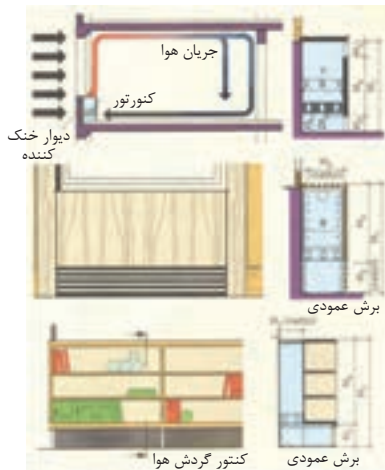 جریان هوا
کنورتور
دیوار خنک
کننده
برش عمودی
کنتور گردش هوا
برش عمودی